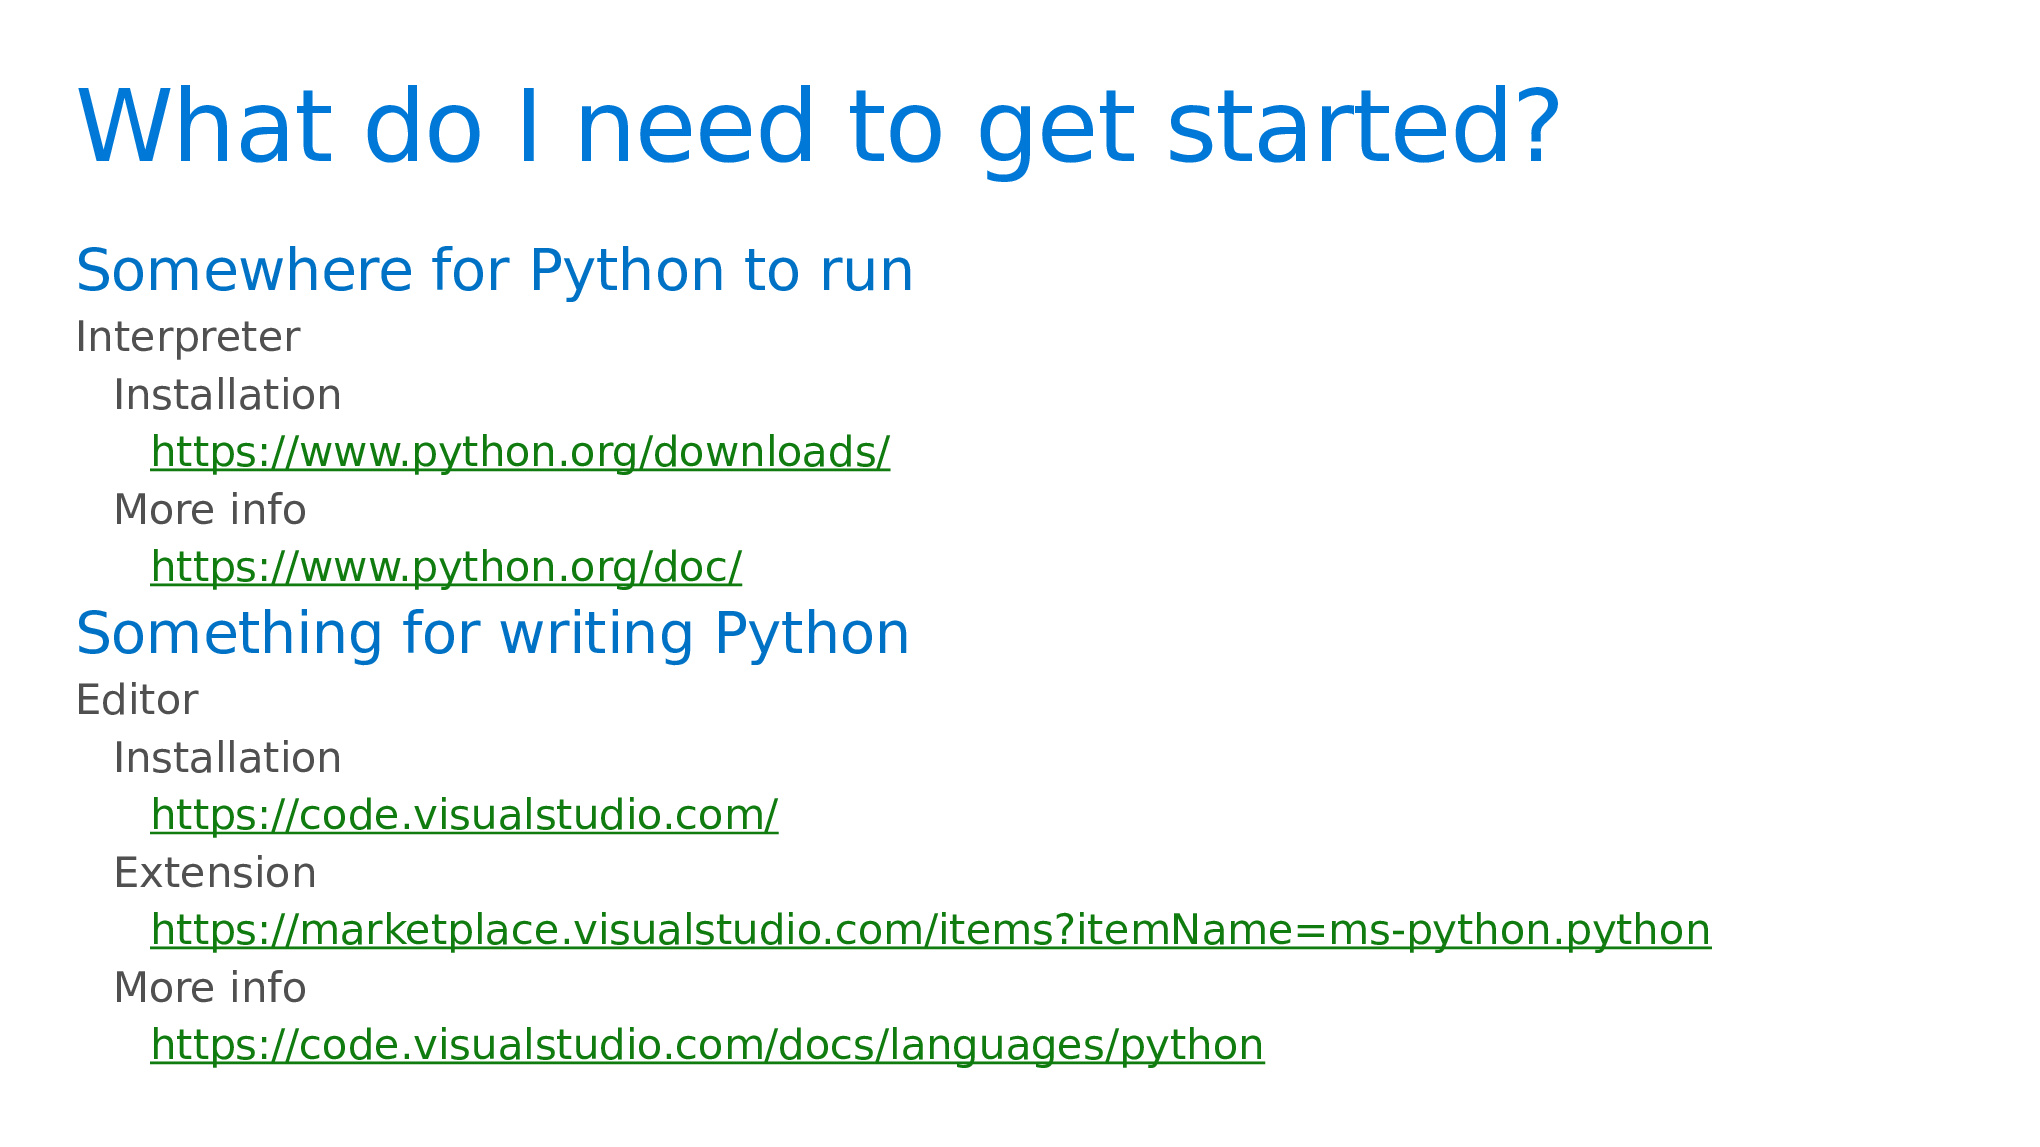 What do I need to get started?
Somewhere for Python to run
Interpreter
Installation
https://www.python.org/downloads/
More info
https://www.python.org/doc/
Something for writing Python
Editor
Installation
https://code.visualstudio.com/
Extension
https://marketplace.visualstudio.com/items?itemName=ms-python.python
More info
https://code.visualstudio.com/docs/languages/python